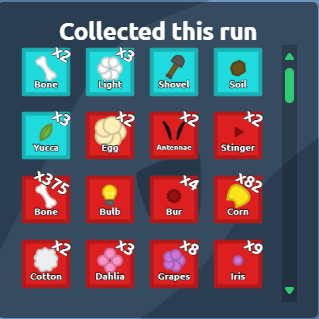 Collected this run
x2 x3
Bone Light Shovel Soil
x3 x2 x2 x2
Yucca Egg Antennae Stinger
x375 x4 x82
Bone Bulb Bur Corn
x2 x3 x8 x9
Cotton Dahlia Grapes Iris